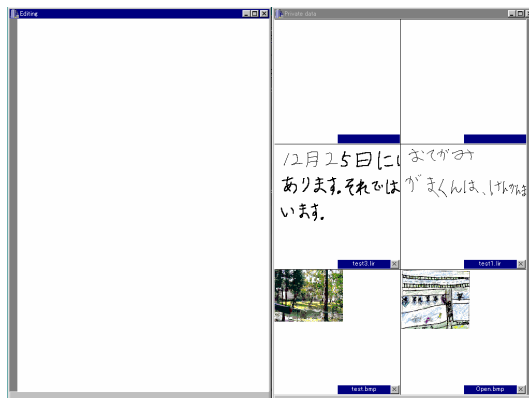 Editing
Private data
12月25日に
あります.それでは
います.
おてがみ
がまくんは、
test3.lir
test1.lir
test.bmp
Open.bmp